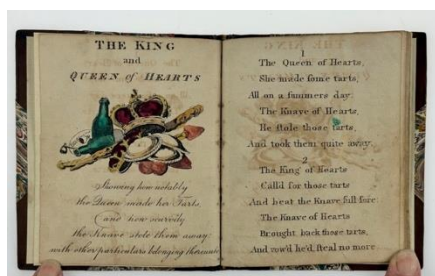 THE KING
and
QUEEN of HEARTS
Showing how notably
the Queen made her Tarts,
and how scurvily
the Knave stole them away:
with other particulars belonging thereunto
1
The Queen of Hearts,
She made some tarts,
All on a summers day:
The Knave of Hearts,
He stole those tarts,
And took them quite away.
2
The King of Hearts
Call'd for those tarts
And beat the Knave full sore:
The Knave of Hearts
Brought back those tarts,
And vow'd he'd steal no more